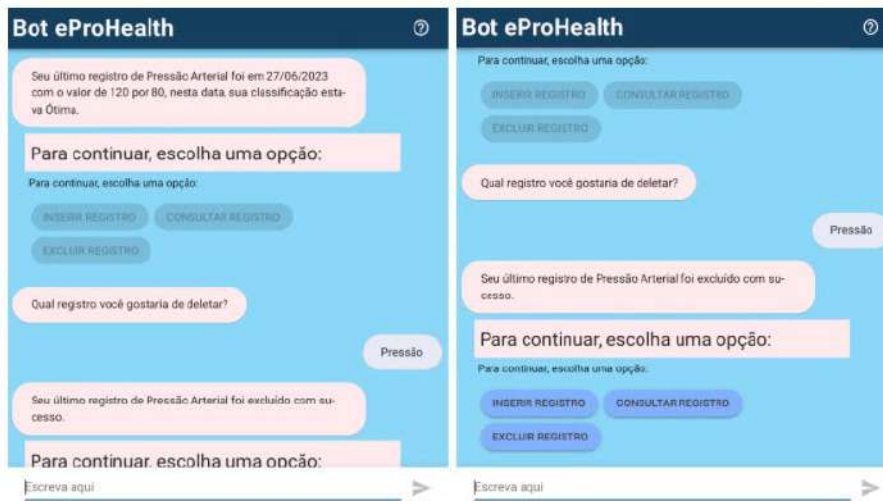 Bot eProHealth
Seu último registro de Pressão Arterial foi em 27/06/2023
com o valor de 120 por 80, nesta data, sua classificação esta-
va Ótima.
Para continuar, escolha uma opção:
Para continuar, escolha uma opção:
INSERIR REGISTRO
CONSULTAR REGISTRO
EXCLUIR REGISTRO
Qual registro você gostaria de deletar?
Pressão
Seu último registro de Pressão Arterial foi excluído com su-
cesso.
Para continuar, escolha uma opção:
Escreva aqui
Bot eProHealth
Para continuar, escolha uma opção:
INSERIR REGISTRO
CONSULTAR REGISTRO
EXCLUIR REGISTRO
Qual registro você gostaria de deletar?
Pressão
Seu último registro de Pressão Arterial foi excluído com su-
cesso.
Para continuar, escolha uma opção:
Para continuar, escolha uma opção:
INSERIR REGISTRO
CONSULTAR REGISTRO
EXCLUIR REGISTRO
Escreva aqui